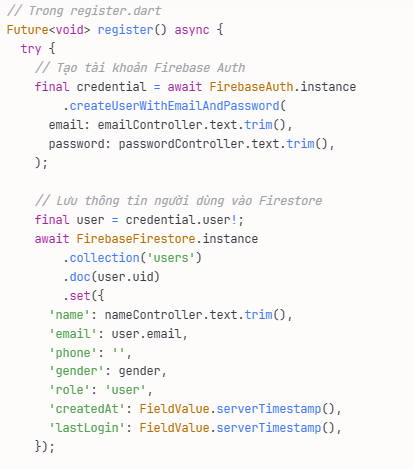 // Trong register.dart
Future<void> register() async {
  try {
    // Tạo tài khoản Firebase Auth
    final credential = await FirebaseAuth.instance
        .createUserWithEmailAndPassword(
      email: emailController.text.trim(),
      password: passwordController.text.trim(),
    );

    // Lưu thông tin người dùng vào Firestore
    final user = credential.user!;
    await FirebaseFirestore.instance
        .collection('users')
        .doc(user.uid)
        .set({
      'name': nameController.text.trim(),
      'email': user.email,
      'phone': '',
      'gender': gender,
      'role': 'user',
      'createdAt': FieldValue.serverTimestamp(),
      'lastLogin': FieldValue.serverTimestamp(),
    });